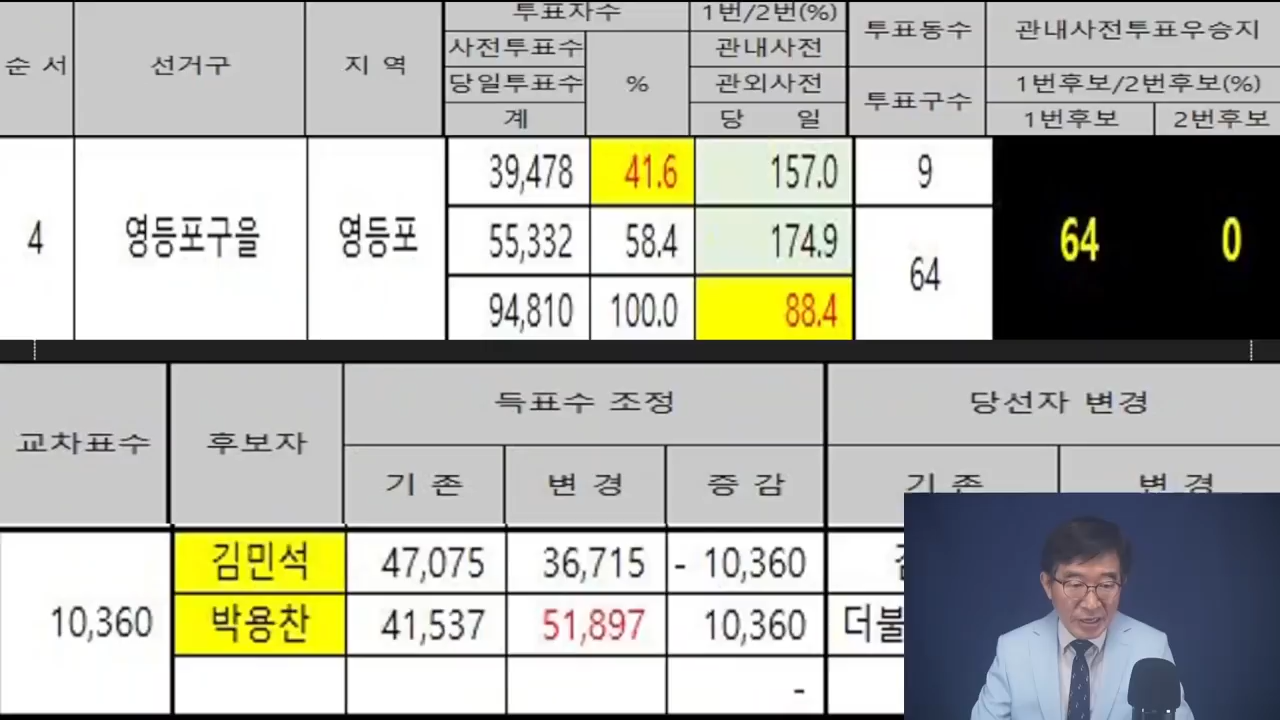 순 서
선거구
지 역
투표자수
사전투표수
당일투표수
계
%
1번/2번(%)
관내사전
관외사전
당 일
투표동수
투표구수
관내사전투표우승지
1번후보/2번후보(%)
1번후보
2번후보
4
영등포구을
영등포
39,478
41.6
157.0
9
55,332
58.4
174.9
64
94,810
100.0
88.4
64
0
교차표수
후보자
득표수 조정
당선자 변경
기 존
변 경
증 감
기 존
변 경
10,360
김민석
47,075
36,715
- 10,360
박용찬
41,537
51,897
10,360
더불
-